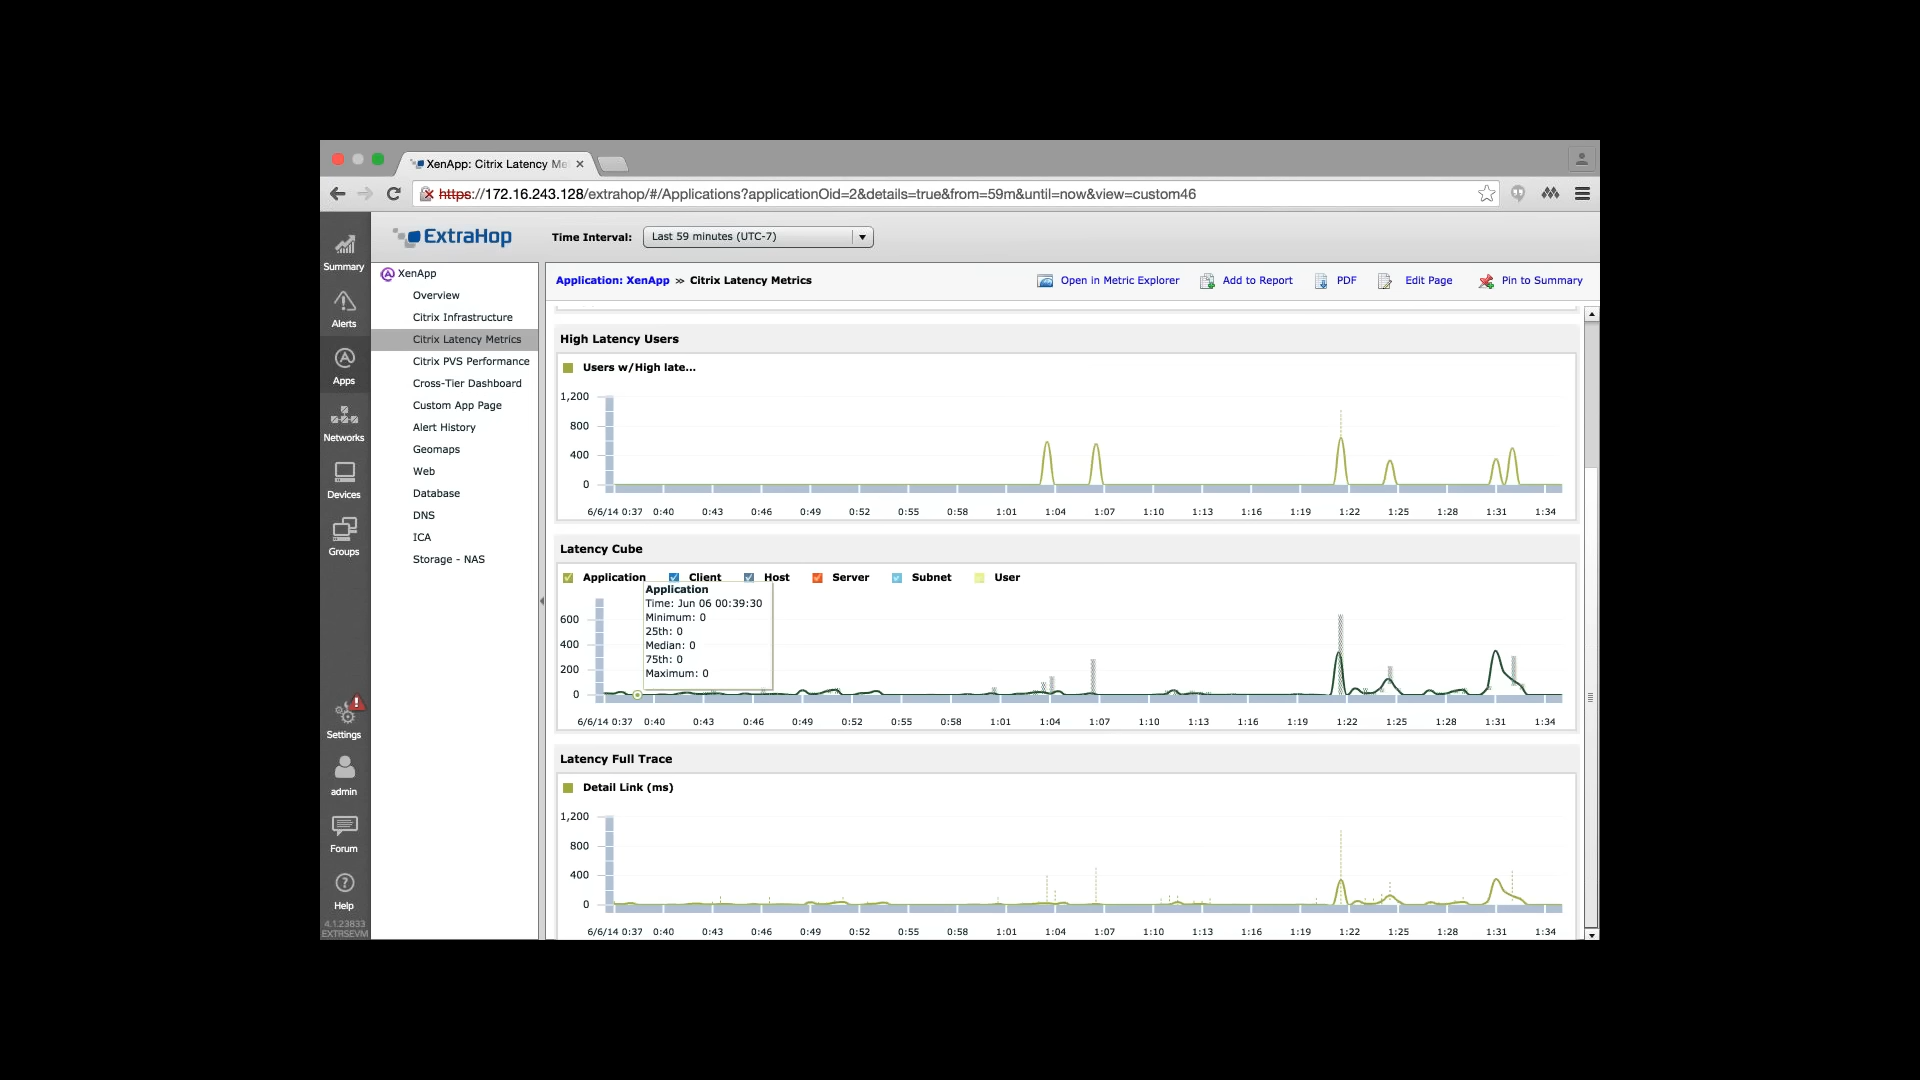 XenApp: Citrix Latency Me
https://172.16.243.128/extrahop/#/Applications?applicationOid=2&details=true&from=59m&until=now&view=custom46
ExtraHop
Time Interval:
Last 59 minutes (UTC-7)
Summary
Alerts
Apps
Networks
Devices
Groups
Settings
admin
Forum
Help
4.1.23833
EXTRSEVM
XenApp
Overview
Citrix Infrastructure
Citrix Latency Metrics
Citrix PVS Performance
Cross-Tier Dashboard
Custom App Page
Alert History
Geomaps
Web
Database
DNS
ICA
Storage - NAS
Application: XenApp » Citrix Latency Metrics
Open in Metric Explorer
Add to Report
PDF
Edit Page
Pin to Summary
High Latency Users
Users w/High late...
1,200
800
400
0
6/6/14 0:37 0:40 0:43 0:46 0:49 0:52 0:55 0:58 1:01 1:04 1:07 1:10 1:13 1:16 1:19 1:22 1:25 1:28 1:31 1:34
Latency Cube
Application Client Host Server Subnet User
Application
Time: Jun 06 00:39:30
Minimum: 0
25th: 0
Median: 0
75th: 0
Maximum: 0
600
400
200
0
6/6/14 0:37 0:40 0:43 0:46 0:49 0:52 0:55 0:58 1:01 1:04 1:07 1:10 1:13 1:16 1:19 1:22 1:25 1:28 1:31 1:34
Latency Full Trace
Detail Link (ms)
1,200
800
400
0
6/6/14 0:37 0:40 0:43 0:46 0:49 0:52 0:55 0:58 1:01 1:04 1:07 1:10 1:13 1:16 1:19 1:22 1:25 1:28 1:31 1:34